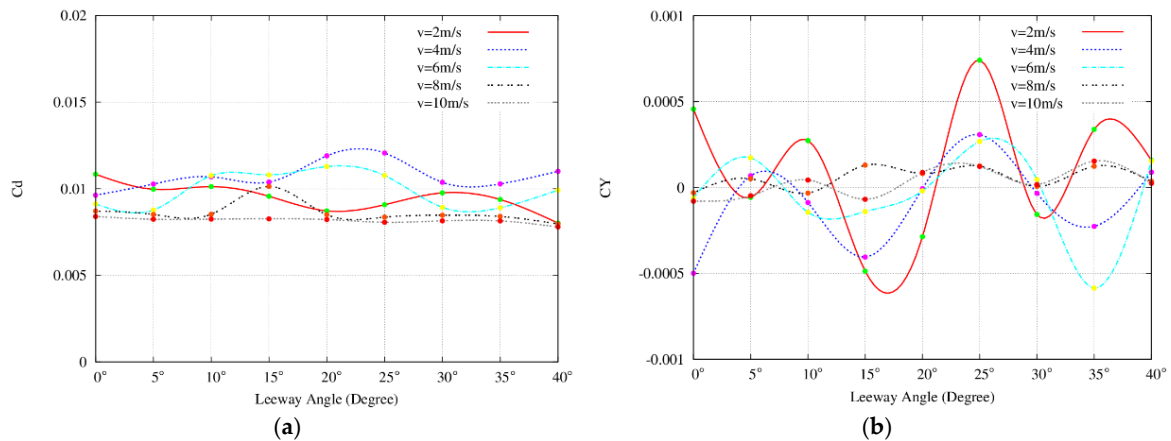 0.02
0.015
0.01
0.005
0
Cd
v=2m/s
v=4m/s
v=6m/s
v=8m/s
v=10m/s
0° 5° 10° 15° 20° 25° 30° 35° 40°
Leeway Angle (Degree)
(a)
0.001
0.0005
0
-0.0005
-0.001
CY
v=2m/s
v=4m/s
v=6m/s
v=8m/s
v=10m/s
0° 5° 10° 15° 20° 25° 30° 35° 40°
Leeway Angle (Degree)
(b)